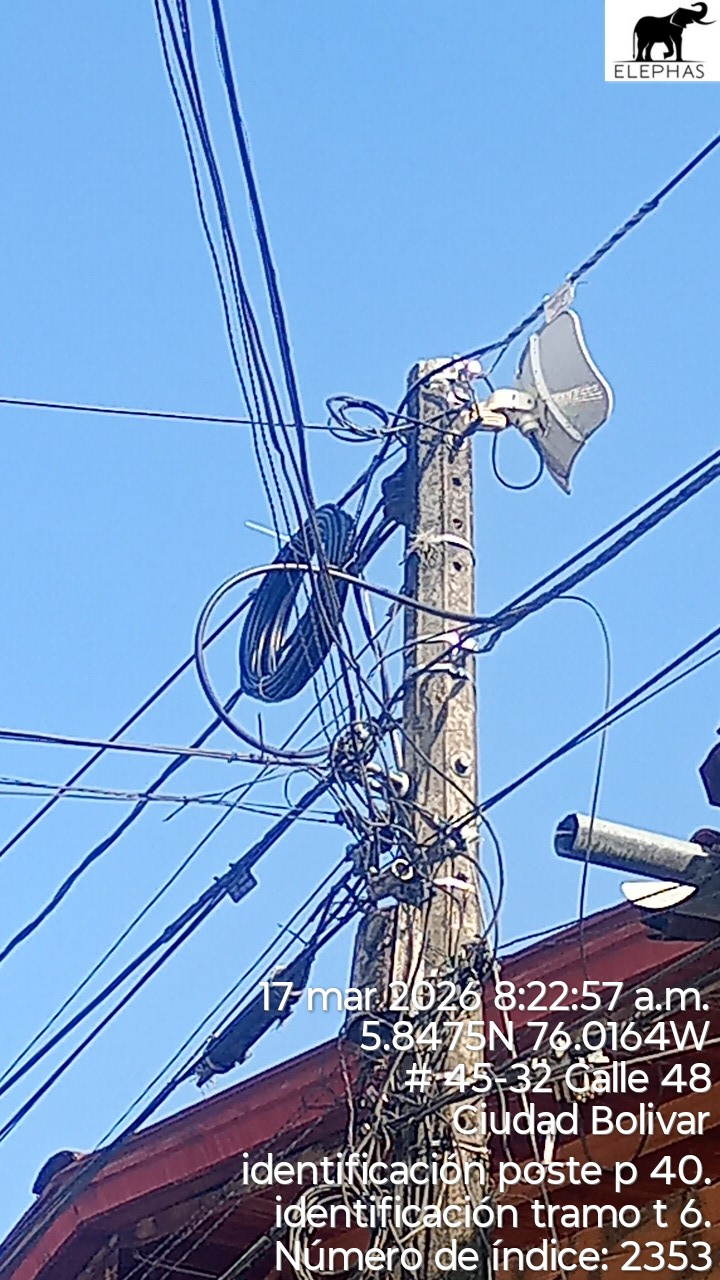 ELEPHAS
17 mar 2026 8:22:57 a.m.
5.8475N 76.0164W
# 45-32 Calle 48
Ciudad Bolivar
identificación poste p 40.
identificación tramo t 6.
Número de índice: 2353